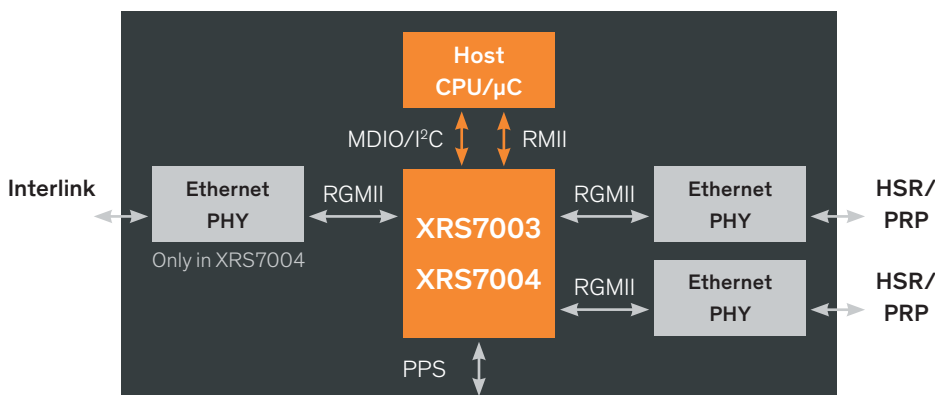 Host
CPU/µC
MDIO/I²C
RMII
Interlink
Ethernet
PHY
Only in XRS7004
RGMII
XRS7003
XRS7004
RGMII
Ethernet
PHY
HSR/
PRP
RGMII
Ethernet
PHY
HSR/
PRP
PPS